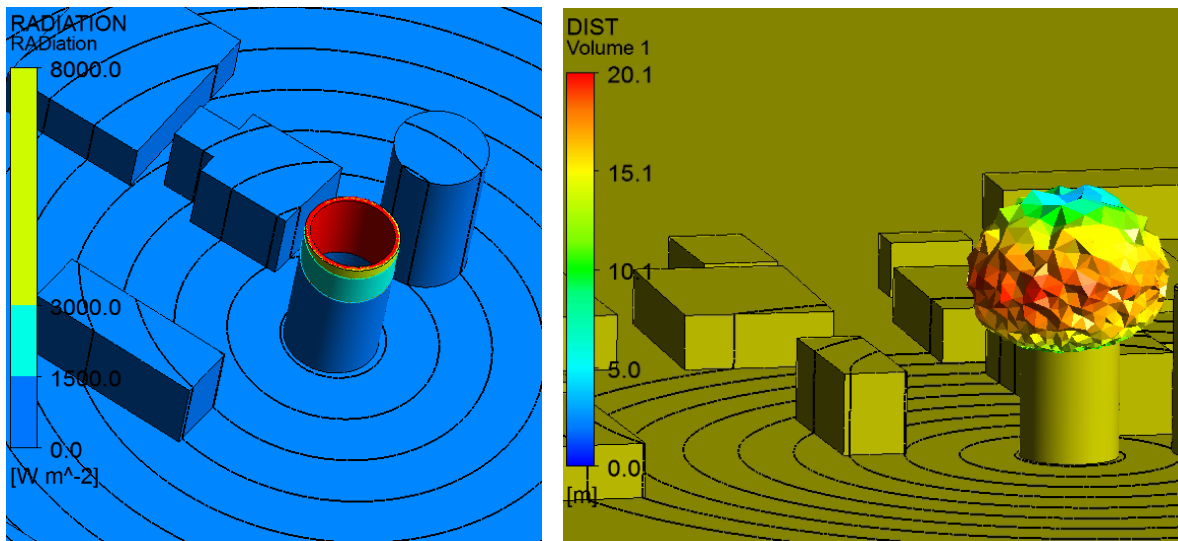 RADIATION
RADiation
8000.0
3000.0
1500.0
0.0
[W m^-2]
DIST
Volume 1
20.1
15.1
10.1
5.0
0.0
[m]